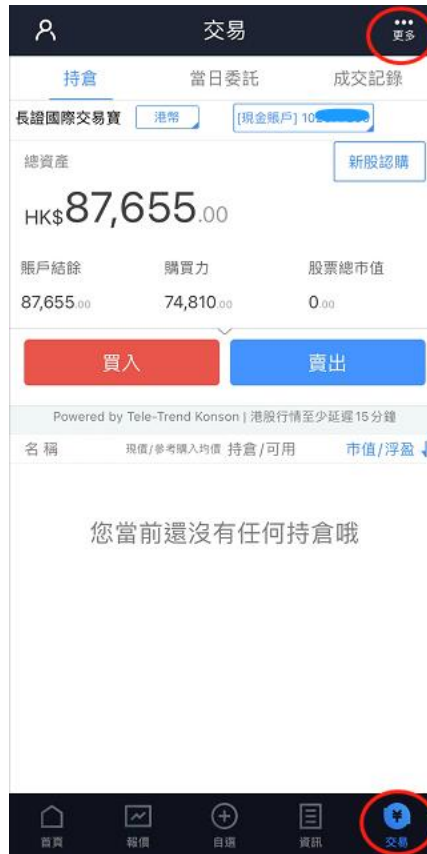 交易
更多
持倉 當日委託 成交記錄
長證國際交易寶 港幣 [現金賬戶] 10
總資產 新股認購
HK$87,655.00
賬戶結餘 購買力 股票總市值
87,655.00 74,810.00 0.00
買入 賣出
Powered by Tele-Trend Konson | 港股行情至少延遲15分鐘
名稱 現價/參考購入均價 持倉/可用 市值/浮盈
您當前還沒有任何持倉哦
首頁 報價 自選 資訊 交易